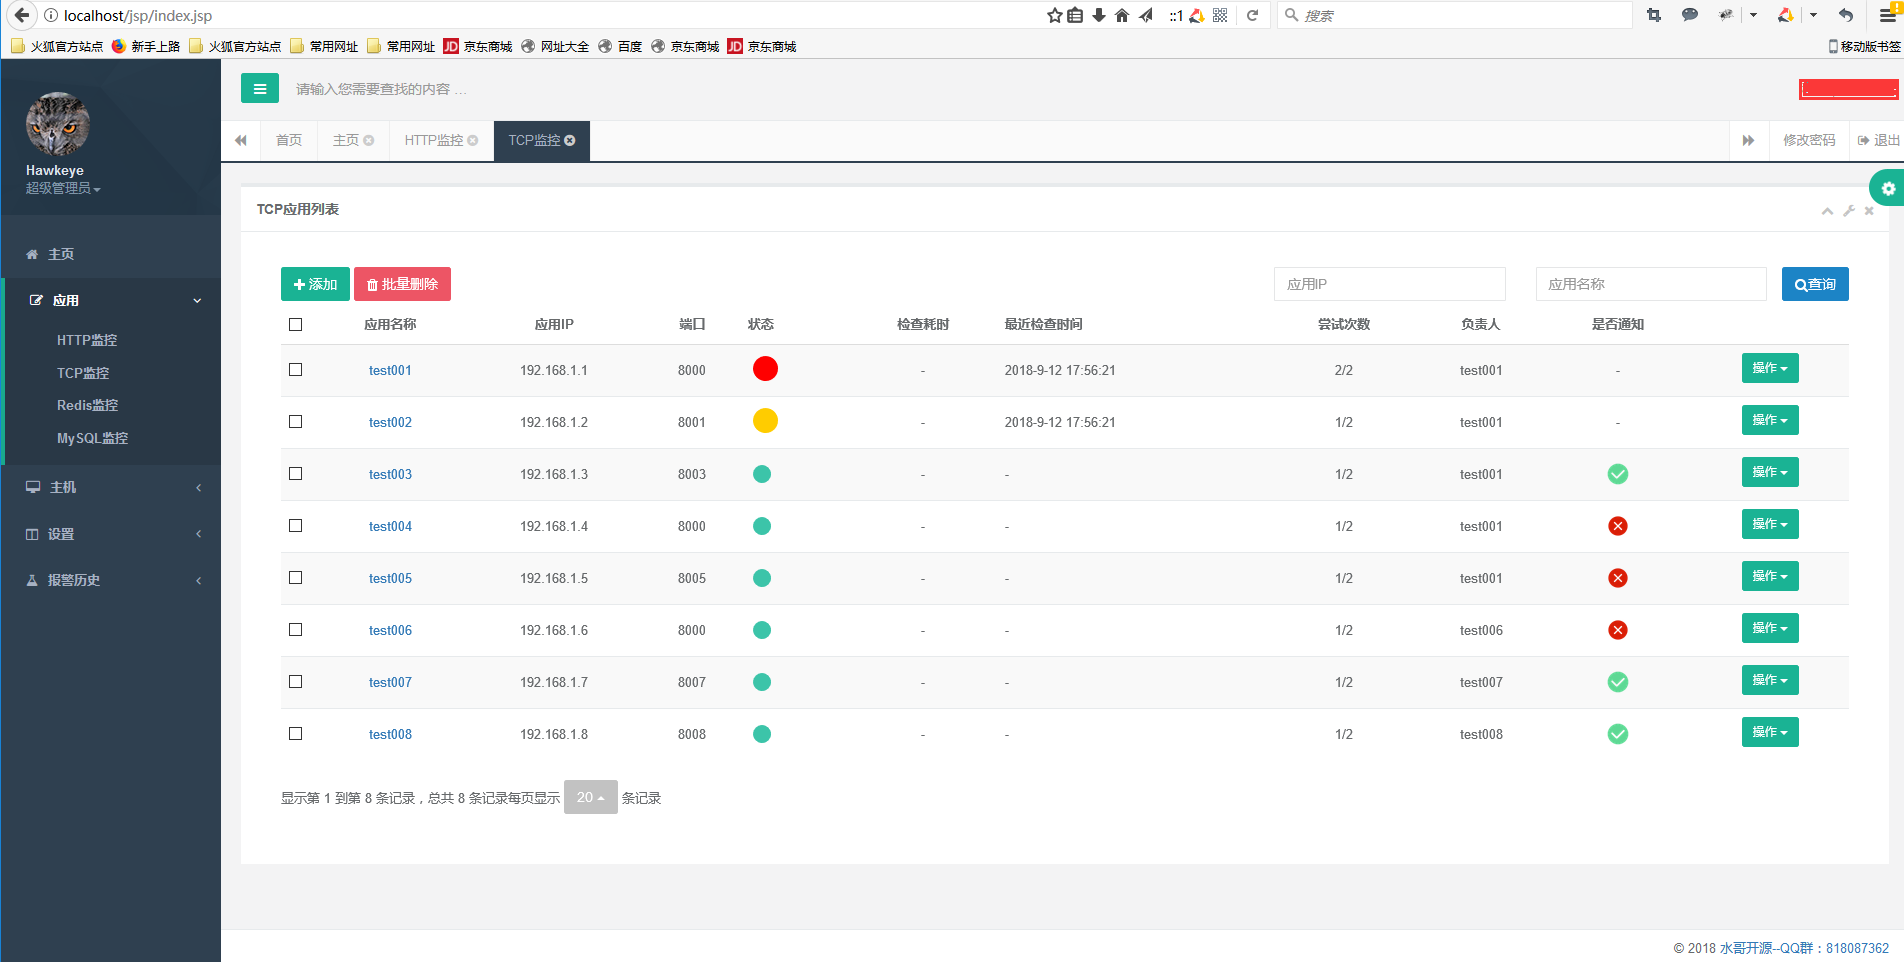 localhost/jsp/index.jsp
::1
搜索
火狐官方站点 新手上路 火狐官方站点 常用网址 常用网址 JD 京东商城 网址大全 百度 京东商城 JD 京东商城 移动版书签
请输入您需要查找的内容 ...
首页 主页 HTTP监控 TCP监控 修改密码 退出
Hawkeye
超级管理员
主页
应用
HTTP监控
TCP监控
Redis监控
MySQL监控
主机
设置
报警历史
TCP应用列表
添加 批量删除 应用IP 应用名称 查询
应用名称 应用IP 端口 状态 检查耗时 最近检查时间 尝试次数 负责人 是否通知
test001 192.168.1.1 8000 - 2018-9-12 17:56:21 2/2 test001 - 操作
test002 192.168.1.2 8001 - 2018-9-12 17:56:21 1/2 test001 - 操作
test003 192.168.1.3 8003 - - 1/2 test001 操作
test004 192.168.1.4 8000 - - 1/2 test001 操作
test005 192.168.1.5 8005 - - 1/2 test001 操作
test006 192.168.1.6 8000 - - 1/2 test006 操作
test007 192.168.1.7 8007 - - 1/2 test007 操作
test008 192.168.1.8 8008 - - 1/2 test008 操作
显示第 1 到第 8 条记录，总共 8 条记录每页显示 20 条记录
© 2018 水哥开源--QQ群：818087362